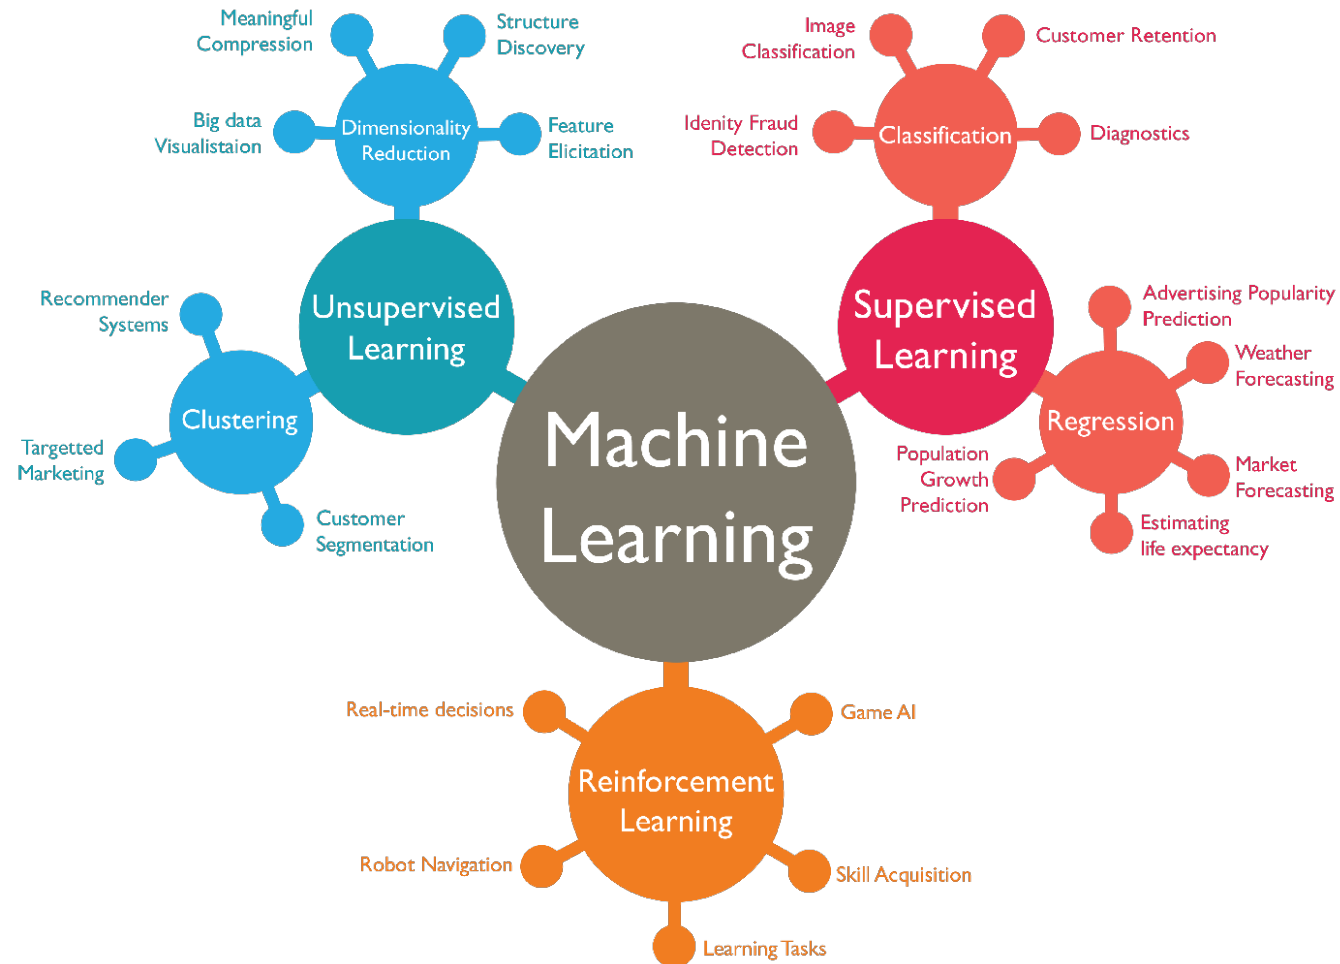 Meaningful
Compression
Structure
Discovery
Big data
Visualistaion
Dimensionality
Reduction
Feature
Elicitation
Image
Classification
Customer Retention
Idenity Fraud
Detection
Classification
Diagnostics
Recommender
Systems
Unsupervised
Learning
Clustering
Targetted
Marketing
Customer
Segmentation
Supervised
Learning
Advertising Popularity
Prediction
Weather
Forecasting
Regression
Population
Growth
Prediction
Market
Forecasting
Estimating
life expectancy
Machine
Learning
Real-time decisions
Game AI
Reinforcement
Learning
Robot Navigation
Skill Acquisition
Learning Tasks